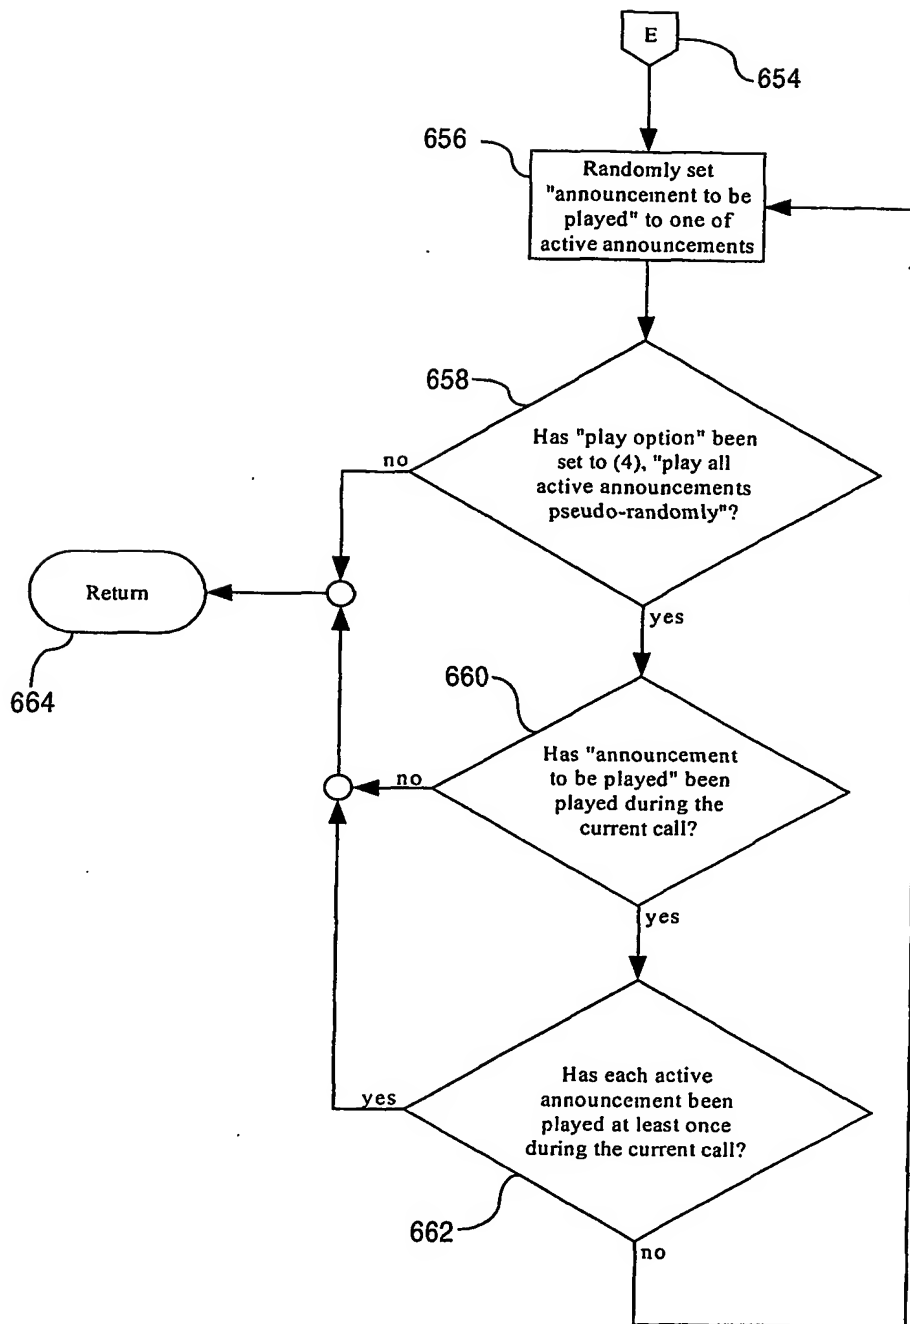 E
654
656
Randomly set
"announcement to be
played" to one of
active announcements
658
Has "play option" been
set to (4), "play all
active announcements
pseudo-randomly"?
no
Return
664
yes
660
Has "announcement
to be played" been
played during the
current call?
no
yes
Has each active
announcement been
played at least once
during the current call?
yes
662
no